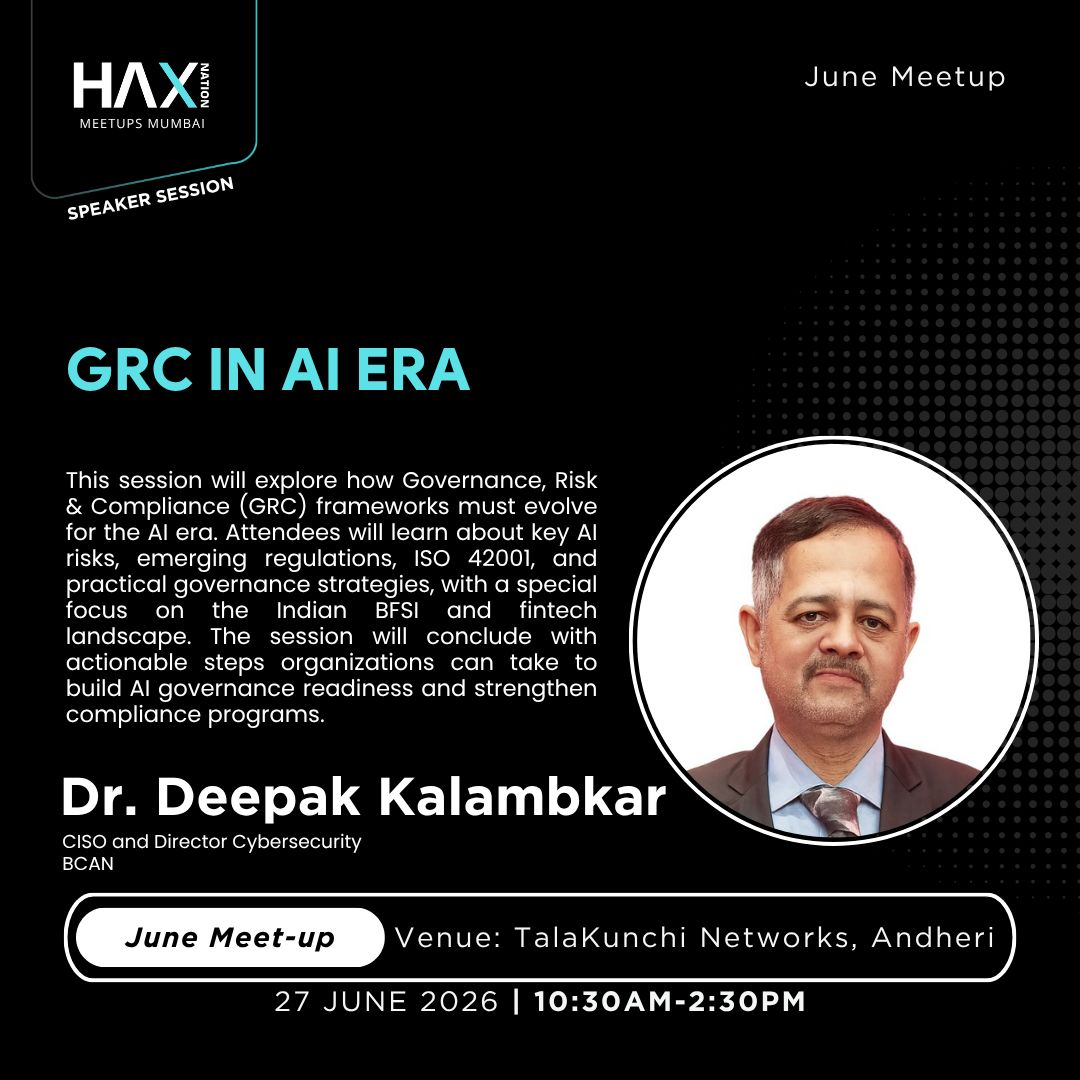 HAX NATION
MEETUPS MUMBAI
SPEAKER SESSION
June Meetup
GRC IN AI ERA
This session will explore how Governance, Risk
& Compliance (GRC) frameworks must evolve
for the AI era. Attendees will learn about key AI
risks, emerging regulations, ISO 42001, and
practical governance strategies, with a special
focus on the Indian BFSI and fintech
landscape. The session will conclude with
actionable steps organizations can take to
build AI governance readiness and strengthen
compliance programs.
Dr. Deepak Kalambkar
CISO and Director Cybersecurity
BCAN
June Meet-up Venue: TalaKunchi Networks, Andheri
27 JUNE 2026 | 10:30AM-2:30PM